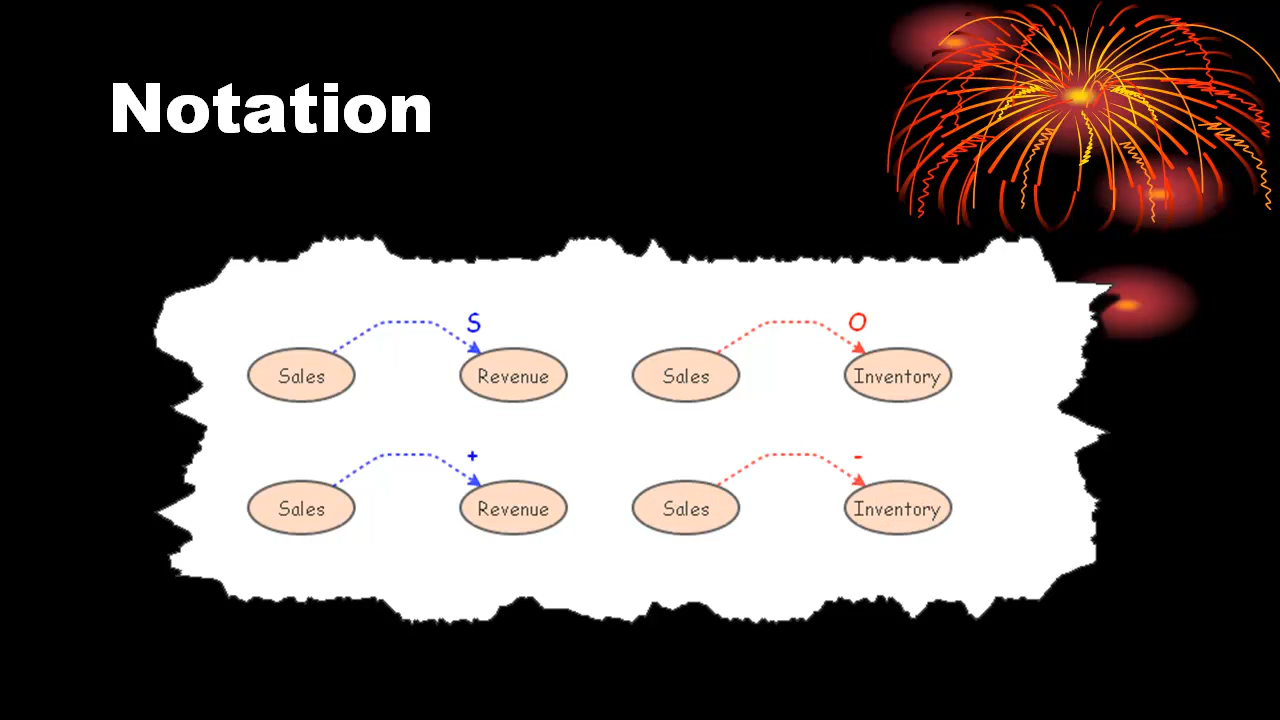 Notation
S O
Sales Revenue Sales Inventory
+ -
Sales Revenue Sales Inventory